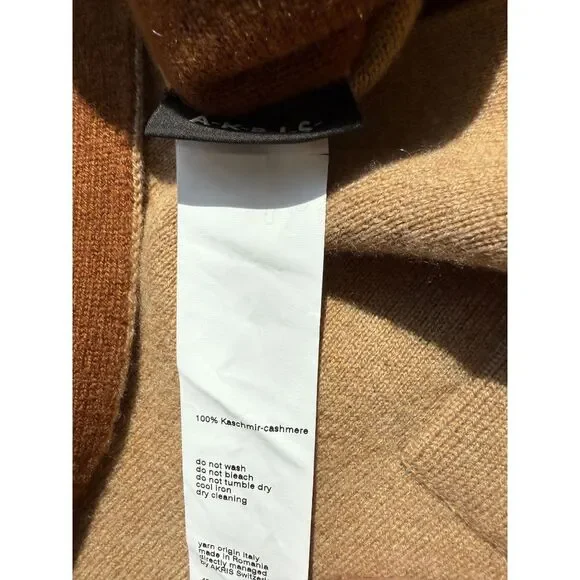 A-K-R-I-S-
100% Kaschmir-cashmere
do not wash
do not bleach
do not tumble dry
cool iron
dry cleaning
yarn origin Italy
made in Romania
directly managed
by AKRIS Switzerl